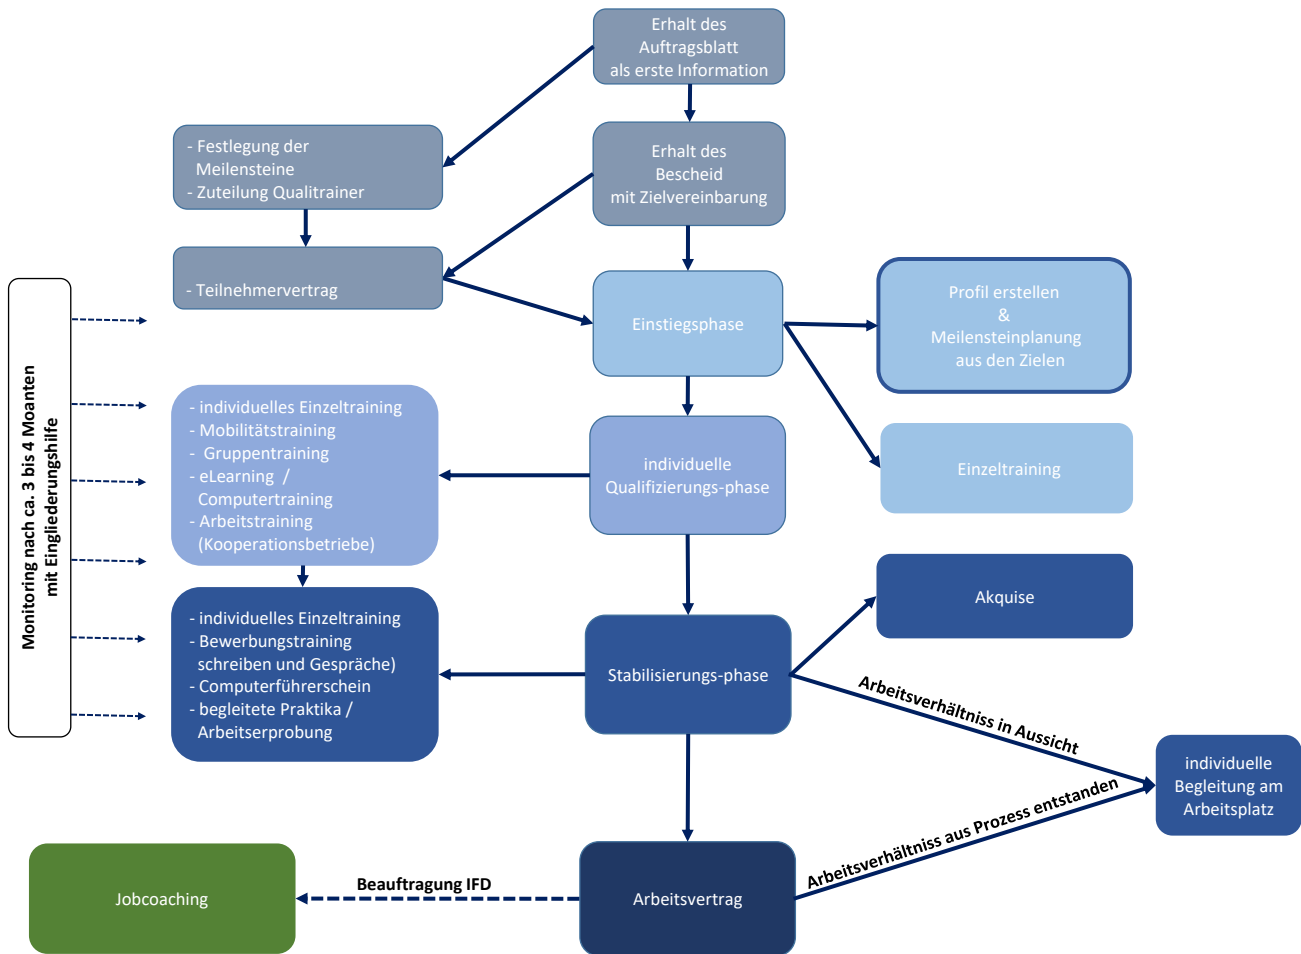 Erhalt des
Auftragsblatt
als erste Information
- Festlegung der
Meilensteine
- Zuteilung Qualitrainer
Erhalt des
Bescheid
mit Zielvereinbarung
- Teilnehmervertrag
Einstiegsphase
Profil erstellen
&
Meilensteinplanung
aus den Zielen
Monitoring nach ca. 3 bis 4 Moanten
mit Eingliederungshilfe
- individuelles Einzeltraining
- Mobilitätstraining
- Gruppentraining
- eLearning /
Computertraining
- Arbeitstraining
(Kooperationsbetriebe)
individuelle
Qualifizierungs-phase
Einzeltraining
- individuelles Einzeltraining
- Bewerbungstraining
schreiben und Gespräche)
- Computerführerschein
- begleitete Praktika /
Arbeitserprobung
Stabilisierungs-phase
Akquise
Arbeitsverhältniss in Aussicht
individuelle
Begleitung am
Arbeitsplatz
Arbeitsverhältniss aus Prozess entstanden
Jobcoaching
Beauftragung IFD
Arbeitsvertrag